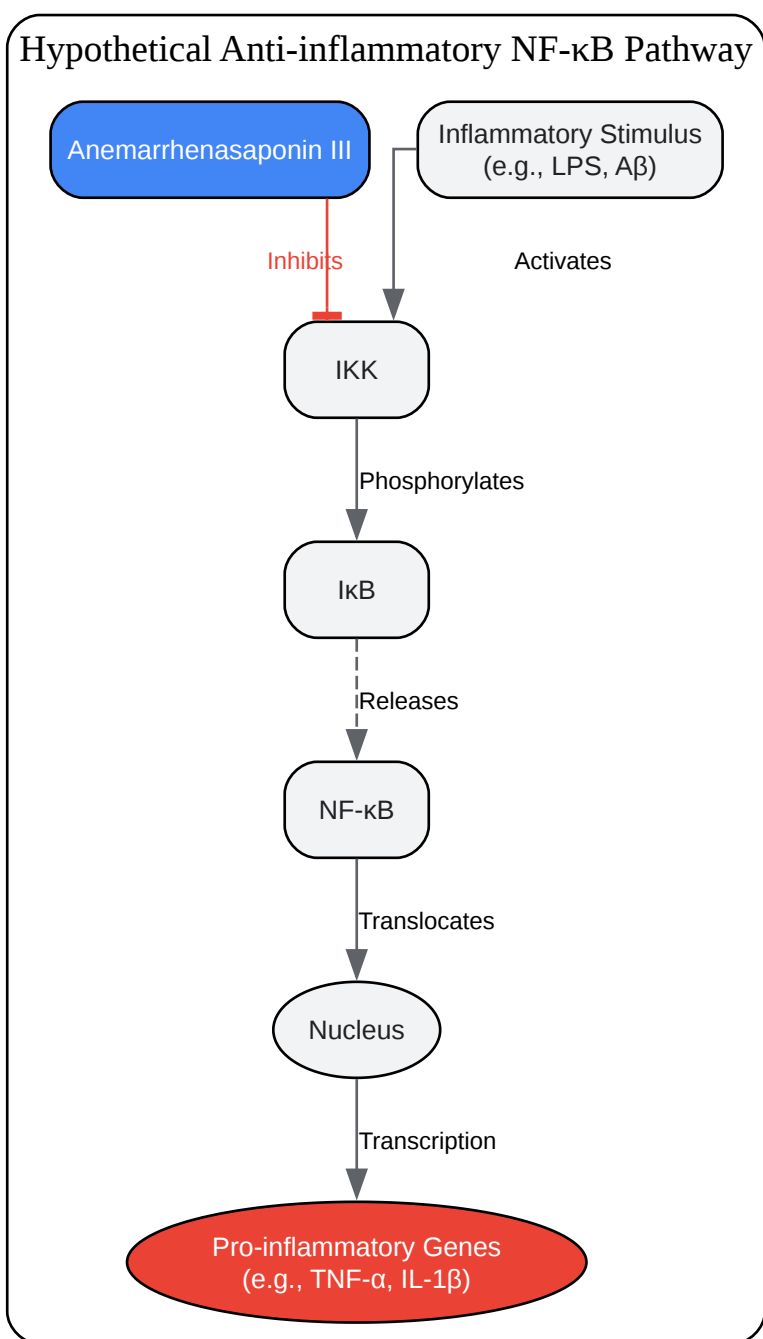 Hypothetical Anti-inflammatory NF-κB Pathway
Anemarrhenasaponin III
Inflammatory Stimulus
(e.g., LPS, Aβ)
Inhibits
Activates
IKK
Phosphorylates
IκB
Releases
NF-κB
Translocates
Nucleus
Transcription
Pro-inflammatory Genes
(e.g., TNF-α, IL-1β)